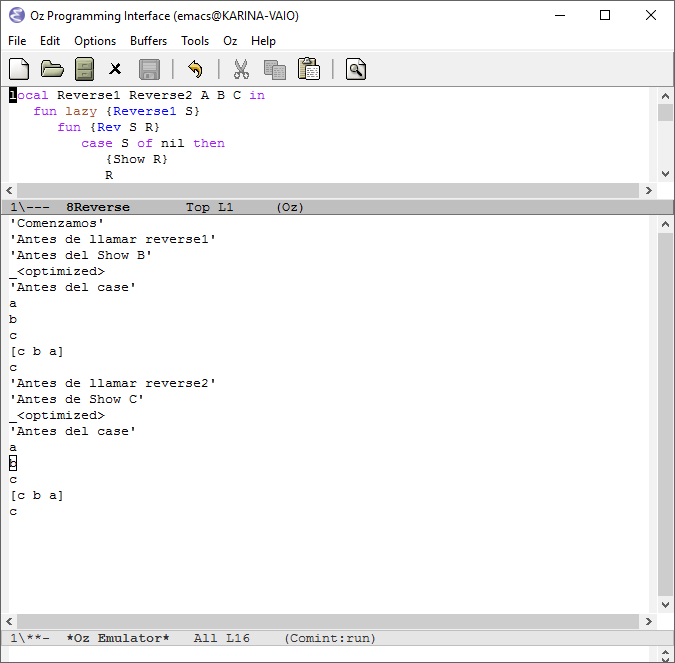 Oz Programming Interface (emacs@KARINA-VAIO)
File Edit Options Buffers Tools Oz Help
local Reverse1 Reverse2 A B C in
fun lazy {Reverse1 S}
fun {Rev S R}
case S of nil then
{Show R}
R
1\--- 8Reverse Top L1 (Oz)
'Comenzamos'
'Antes de llamar reverse1'
'Antes del Show B'
_<optimized>
'Antes del case'
a
b
c
[c b a]
c
'Antes de llamar reverse2'
'Antes de Show C'
_<optimized>
'Antes del case'
a
b
c
[c b a]
c
1\**- *Oz Emulator* All L16 (Comint:run)